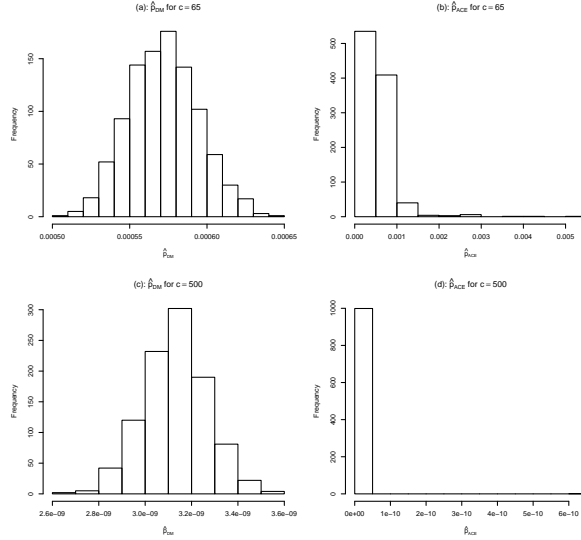 (a): p̂DM for c = 65
Frequency
0
50
100
150
0.00050
0.00055
0.00060
0.00065
p̂DM
(b): p̂ACE for c = 65
Frequency
0
100
200
300
400
500
0.000
0.001
0.002
0.003
0.004
0.005
p̂ACE
(c): p̂DM for c = 500
Frequency
0
50
100
150
200
250
300
2.6e−09
2.8e−09
3.0e−09
3.2e−09
3.4e−09
3.6e−09
p̂DM
(d): p̂ACE for c = 500
Frequency
0
200
400
600
800
1000
0e+00
1e−10
2e−10
3e−10
4e−10
5e−10
6e−10
p̂ACE